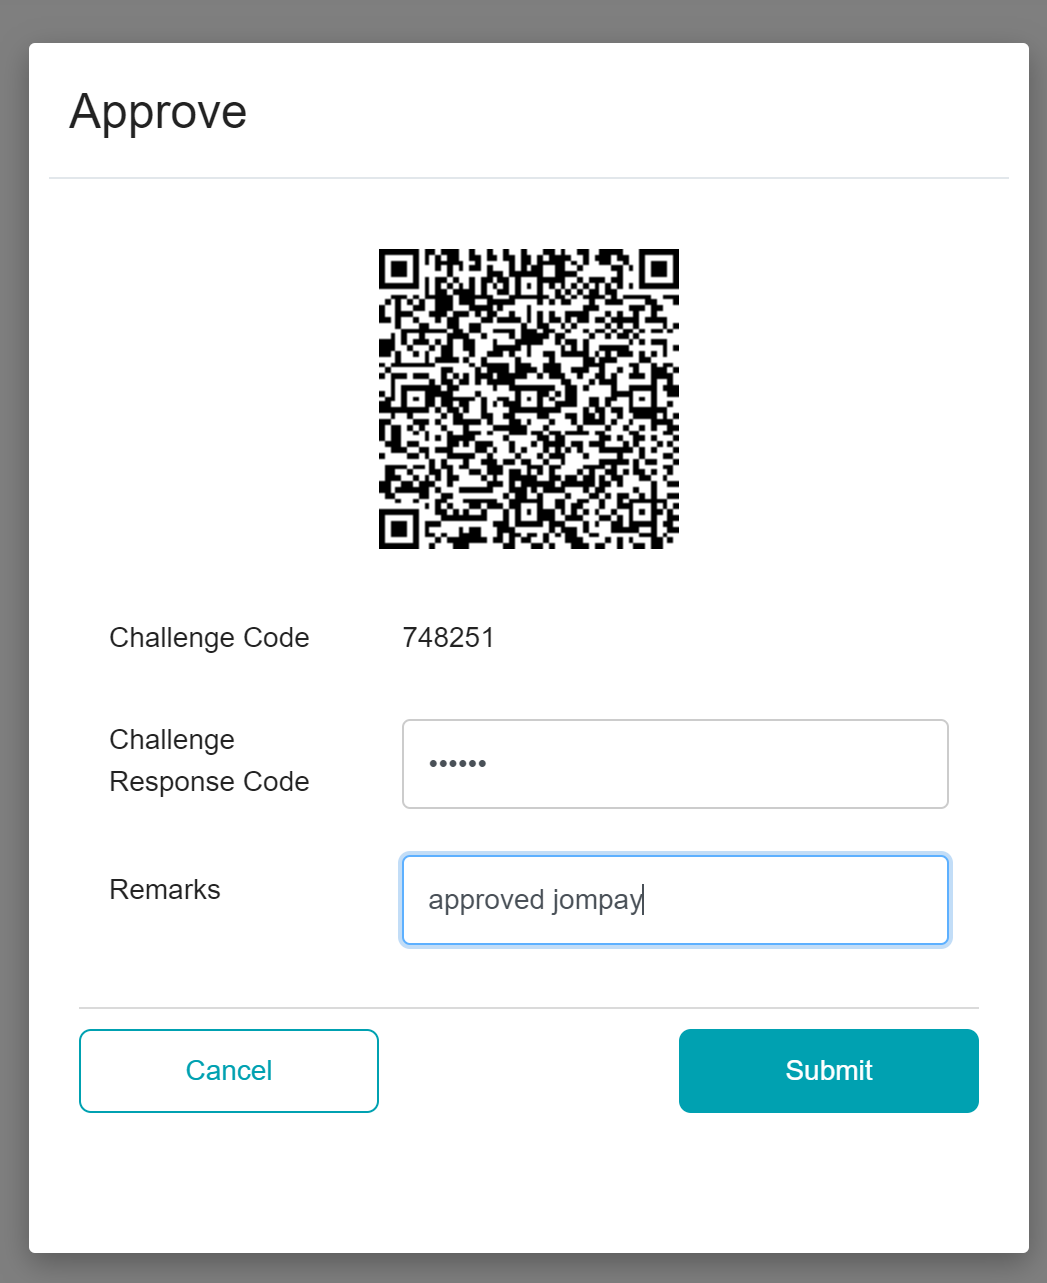 Approve
Challenge Code 748251
Challenge
Response Code ••••••
Remarks approved jompay
Cancel Submit